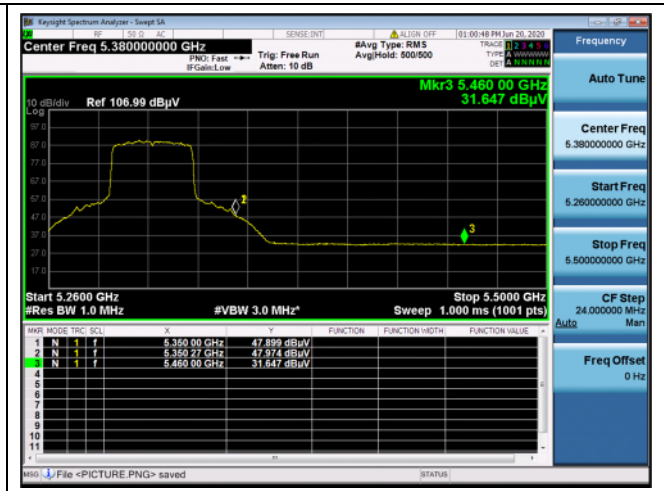 Keysight Spectrum Analyzer - Swept SA
RF 50 Ω AC SENSE:INT ALIGN OFF 01:00:48 PM Jun 20, 2020
Center Freq 5.380000000 GHz
PNO: Fast
IFGain:Low
Trig: Free Run
Atten: 10 dB
#Avg Type: RMS
Avg|Hold: 500/500
TRACE 1 2 3 4 5 6
TYPE A WWWWW
DET A N N N N N
Mkr3 5.460 00 GHz
31.647 dBµV
10 dB/div Ref 106.99 dBµV
Log
97.0
87.0
77.0
67.0
57.0
47.0
37.0
27.0
17.0
2
3
Start 5.2600 GHz Stop 5.5000 GHz
#Res BW 1.0 MHz #VBW 3.0 MHz* Sweep 1.000 ms (1001 pts)
MKR MODE TRC SCL X Y FUNCTION FUNCTION WIDTH FUNCTION VALUE
1 N 1 f 5.350 00 GHz 47.899 dBµV
2 N 1 f 5.350 27 GHz 47.974 dBµV
3 N 1 f 5.460 00 GHz 31.647 dBµV
4
5
6
7
8
9
10
11
MSG File <PICTURE.PNG> saved STATUS
Frequency
Auto Tune
Center Freq
5.380000000 GHz
Start Freq
5.260000000 GHz
Stop Freq
5.500000000 GHz
CF Step
24.000000 MHz
Auto Man
Freq Offset
0 Hz